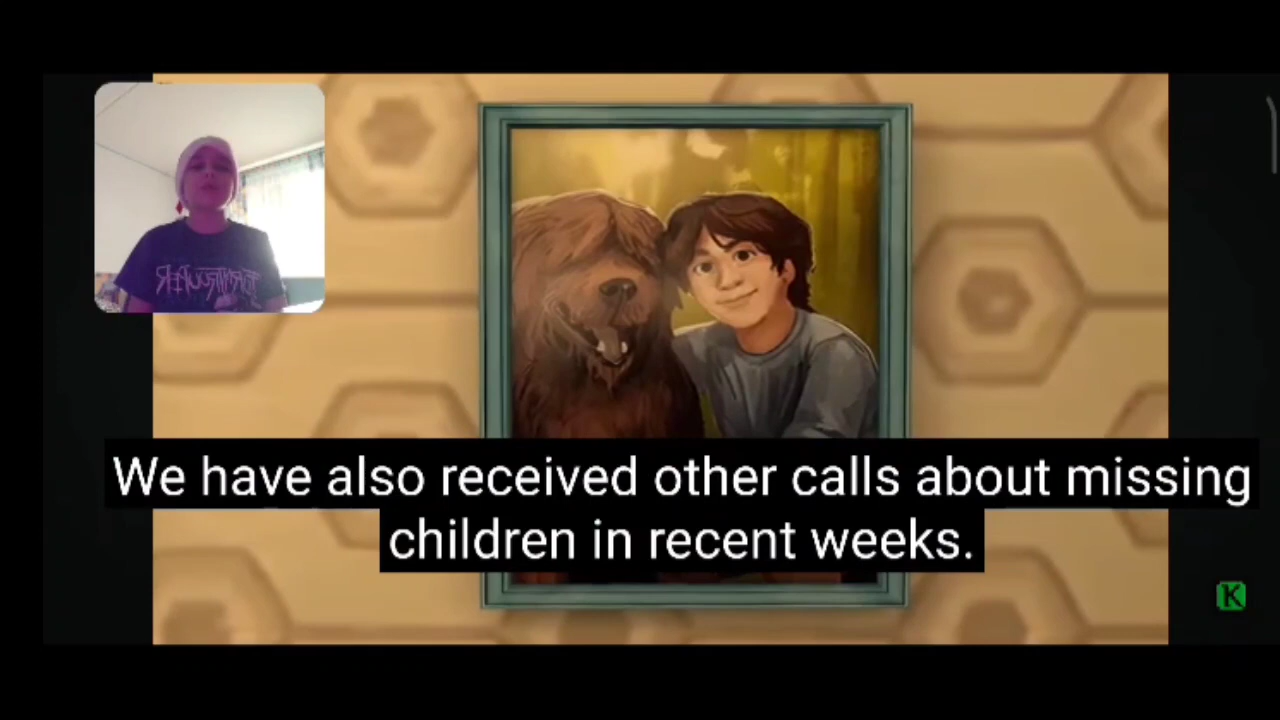 We have also received other calls about missing
children in recent weeks.
K